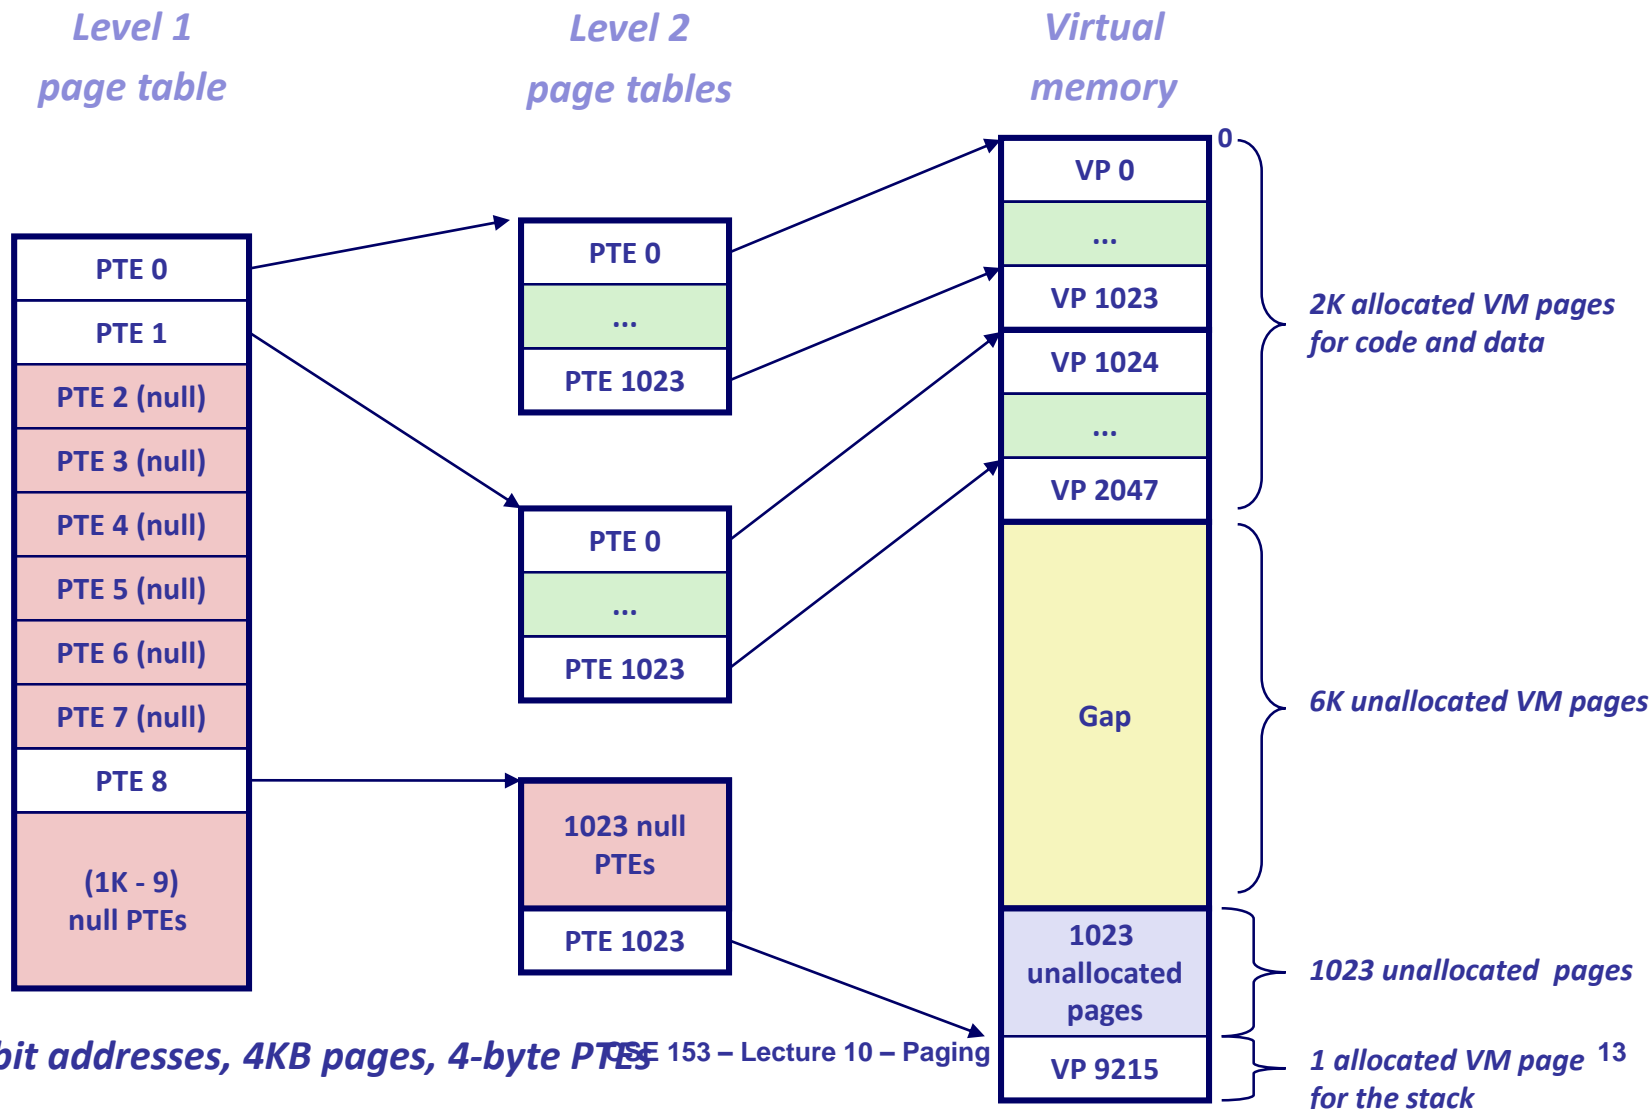 Level 1
page table
Level 2
page tables
Virtual
memory
PTE 0
PTE 1
PTE 2 (null)
PTE 3 (null)
PTE 4 (null)
PTE 5 (null)
PTE 6 (null)
PTE 7 (null)
PTE 8
(1K - 9)
null PTEs
PTE 0
...
PTE 1023
PTE 0
...
PTE 1023
1023 null
PTEs
PTE 1023
0
VP 0
...
VP 1023
VP 1024
...
VP 2047
Gap
1023
unallocated
pages
VP 9215
2K allocated VM pages
for code and data
6K unallocated VM pages
1023 unallocated pages
1 allocated VM page
for the stack
bit addresses, 4KB pages, 4-byte PTEs
CSE 153 – Lecture 10 – Paging
13